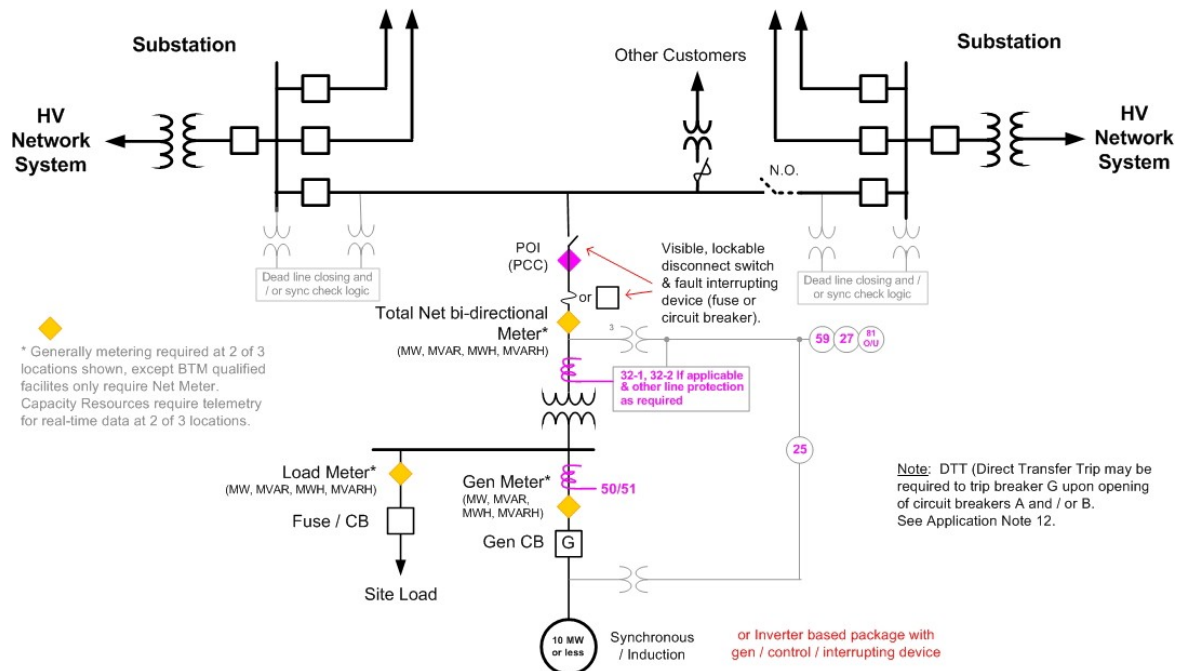 Substation
Substation
HV
Network
System
HV
Network
System
Other Customers
N.O.
Dead line closing and
/ or sync check logic
Dead line closing and /
or sync check logic
POI
(PCC)
or
Visible, lockable
disconnect switch
& fault interrupting
device (fuse or
circuit breaker).
Total Net bi-directional
Meter*
(MW, MVAR, MWH, MVARH)
3
59
27
81
O/U
* Generally metering required at 2 of 3
locations shown, except BTM qualified
facilites only require Net Meter.
Capacity Resources require telemetry
for real-time data at 2 of 3 locations.
32-1, 32-2 If applicable
& other line protection
as required
25
Load Meter*
(MW, MVAR, MWH, MVARH)
Gen Meter*
(MW, MVAR,
MWH, MVARH)
50/51
Fuse / CB
Gen CB
G
Site Load
Note: DTT (Direct Transfer Trip may be
required to trip breaker G upon opening
of circuit breakers A and / or B.
See Application Note 12.
10 MW
or less
Synchronous
/ Induction
or Inverter based package with
gen / control / interrupting device